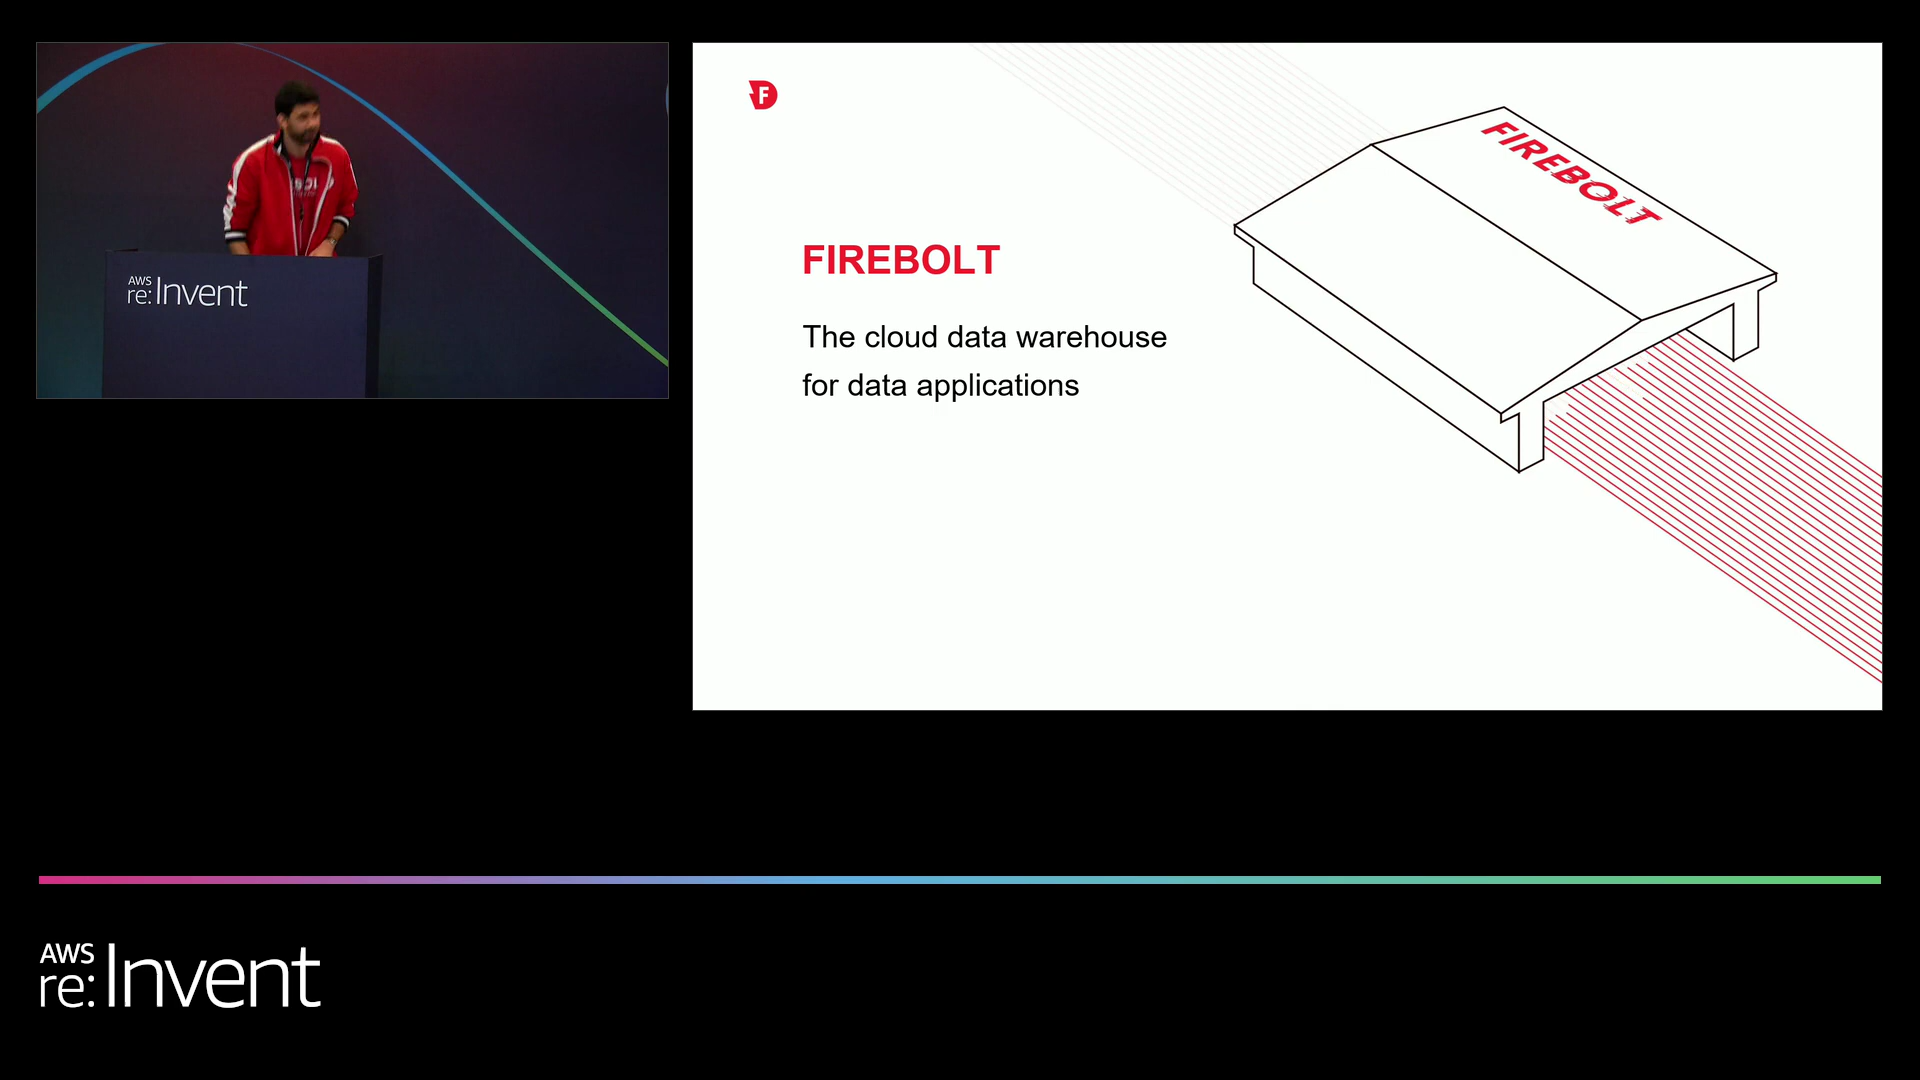 AWS
re:Invent
F
FIREBOLT
FIREBOLT
The cloud data warehouse
for data applications
AWS
re:Invent